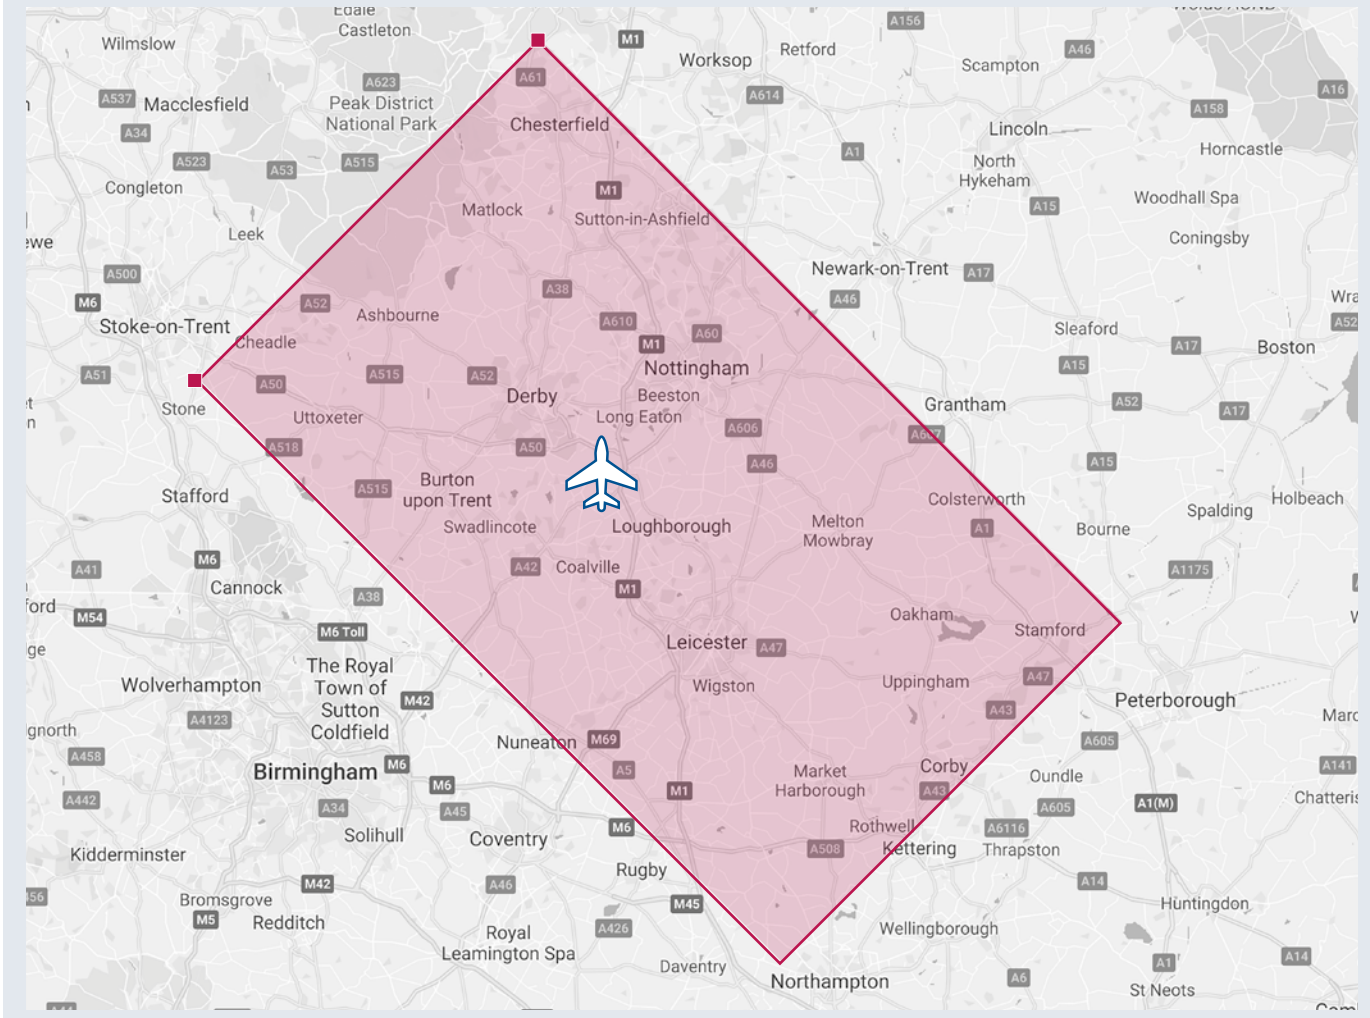 Edale
Castleton
A156
Wilmslow
M1
Retford
A46
Worksop
Scampton
A61
A623
A614
A16
A537
Macclesfield
Peak District
National Park
A158
A34
Chesterfield
Lincoln
A1
Horncastle
A523
A53
A515
North
Hykeham
Congleton
M1
Woodhall Spa
Matlock
Sutton-in-Ashfield
A15
Leek
Coningsby
Newark-on-Trent
A17
A500
A38
A46
M6
A52
Stoke-on-Trent
Ashbourne
A610
A60
Sleaford
A52
Cheadle
M1
A17
Boston
Nottingham
A15
A51
A50
A515
A52
Derby
Beeston
Grantham
A52
A17
Stone
Uttoxeter
Long Eaton
A606
A607
A518
A50
A46
A15
Burton
upon Trent
A515
Stafford
Colsterworth
Holbeach
Spalding
Swadlincote
Loughborough
Melton
Mowbray
A1
Bourne
M6
A42
Coalville
A41
A1175
Cannock
A38
M1
M54
Oakham
Stamford
M6 Toll
Leicester
A47
The Royal
Town of
Sutton
Coldfield
Wolverhampton
Wigston
Uppingham
A47
M42
Peterborough
A4123
A43
Nuneaton
M69
A605
A458
Birmingham
M6
A5
Market
Harborough
Corby
Oundle
A141
M6
M1
A43
A442
A34
A45
A605
A1(M)
Solihull
Coventry
M6
Rothwell
A6116
Kidderminster
A508
Kettering
Thrapston
Rugby
M42
A46
A14
Bromsgrove
M45
Huntingdon
M5
Redditch
A426
Wellingborough
Royal
Leamington Spa
Daventry
A14
A1
Northampton
A6
St Neots